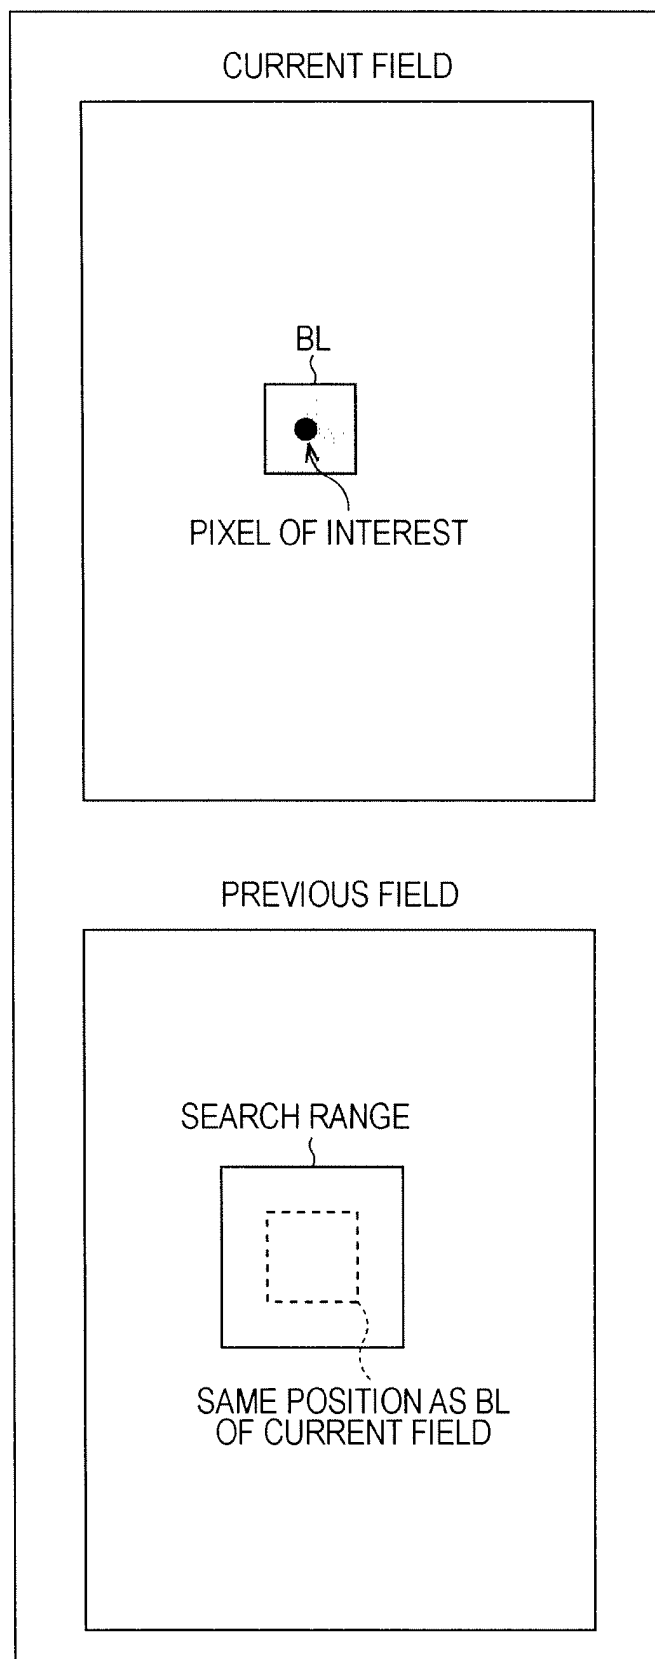 CURRENT FIELD
BL
PIXEL OF INTEREST
PREVIOUS FIELD
SEARCH RANGE
SAME POSITION AS BL
OF CURRENT FIELD